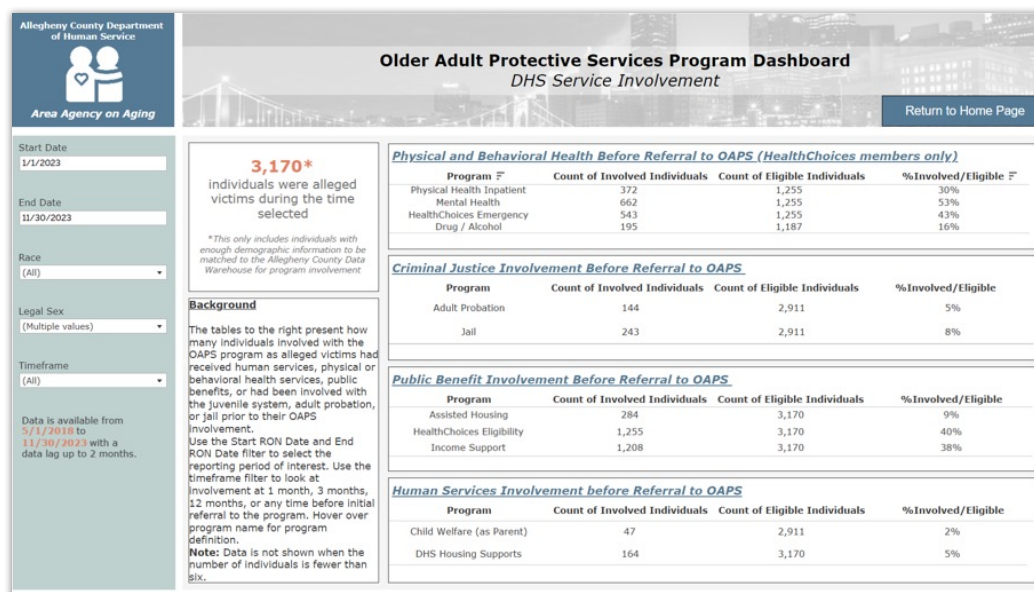 Allegheny County Department
of Human Service
Area Agency on Aging
Older Adult Protective Services Program Dashboard
DHS Service Involvement
Return to Home Page
Start Date
1/1/2023
End Date
11/30/2023
Race
(All)
Legal Sex
(Multiple values)
Timeframe
(All)
Data is available from
5/1/2018 to
11/30/2023 with a
data lag up to 2 months.
3,170*
individuals were alleged
victims during the time
selected
*This only includes individuals with
enough demographic information to be
matched to the Allegheny County Data
Warehouse for program involvement
Background
The tables to the right present how
many individuals involved with the
OAPS program as alleged victims had
received human services, physical or
behavioral health services, public
benefits, or had been involved with
the juvenile system, adult probation,
or jail prior to their OAPS
involvement.
Use the Start RON Date and End
RON Date filter to select the
reporting period of interest. Use the
timeframe filter to look at
involvement at 1 month, 3 months,
12 months, or any time before initial
referral to the program. Hover over
program name for program
definition.
Note: Data is not shown when the
number of individuals is fewer than
six.
Physical and Behavioral Health Before Referral to OAPS (HealthChoices members only)
Program Count of Involved Individuals Count of Eligible Individuals %Involved/Eligible
Physical Health Inpatient 372 1,255 30%
Mental Health 662 1,255 53%
HealthChoices Emergency 543 1,255 43%
Drug / Alcohol 195 1,187 16%
Criminal Justice Involvement Before Referral to OAPS
Program Count of Involved Individuals Count of Eligible Individuals %Involved/Eligible
Adult Probation 144 2,911 5%
Jail 243 2,911 8%
Public Benefit Involvement Before Referral to OAPS
Program Count of Involved Individuals Count of Eligible Individuals %Involved/Eligible
Assisted Housing 284 3,170 9%
HealthChoices Eligibility 1,255 3,170 40%
Income Support 1,208 3,170 38%
Human Services Involvement before Referral to OAPS
Program Count of Involved Individuals Count of Eligible Individuals %Involved/Eligible
Child Welfare (as Parent) 47 2,911 2%
DHS Housing Supports 164 3,170 5%